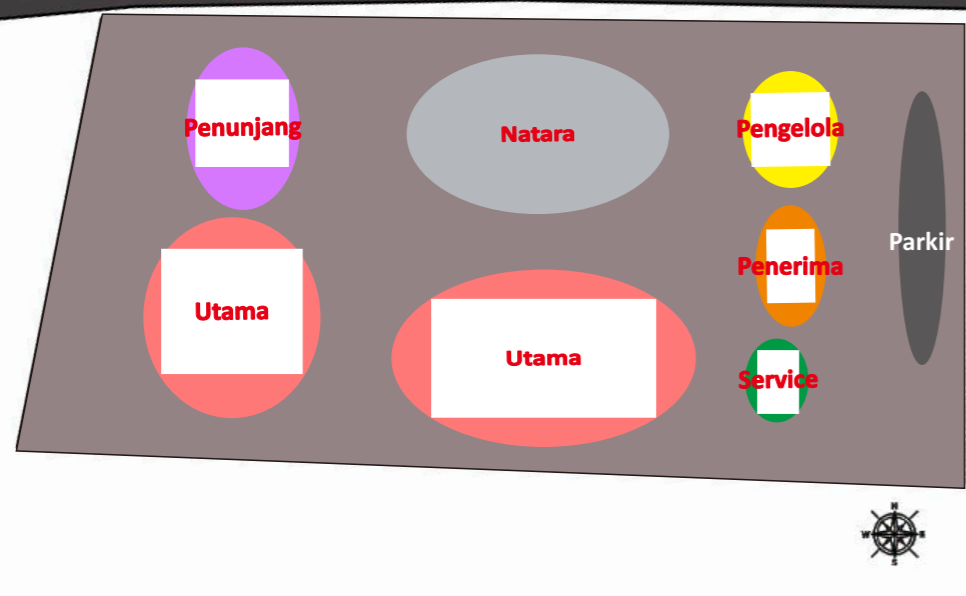 Penunjang
Natara
Pengelola
Parkir
Penerima
Utama
Utama
Service
N
W
E
S